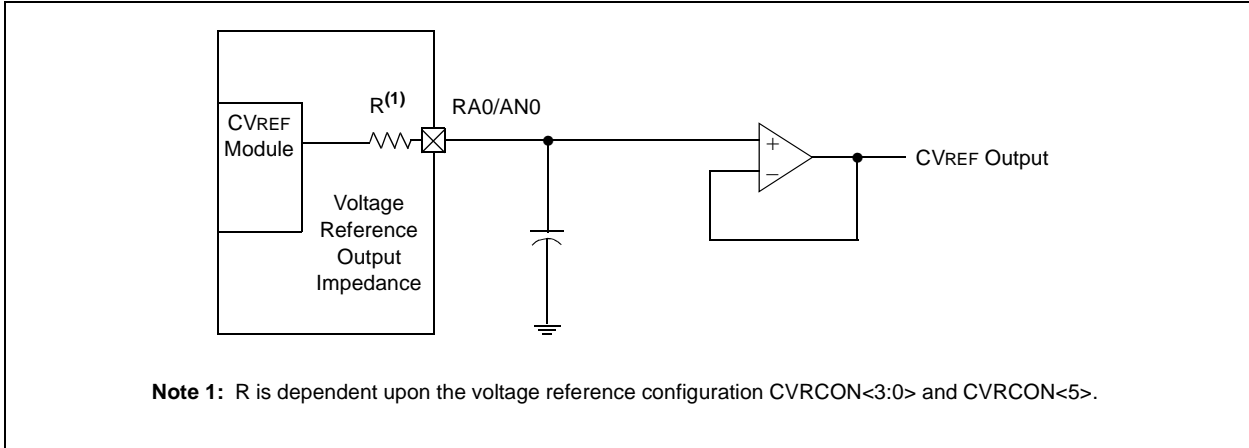 R(1)
RA0/AN0
CVREF
Module
+
–
CVREF Output
Voltage
Reference
Output
Impedance
Note 1: R is dependent upon the voltage reference configuration CVRCON<3:0> and CVRCON<5>.